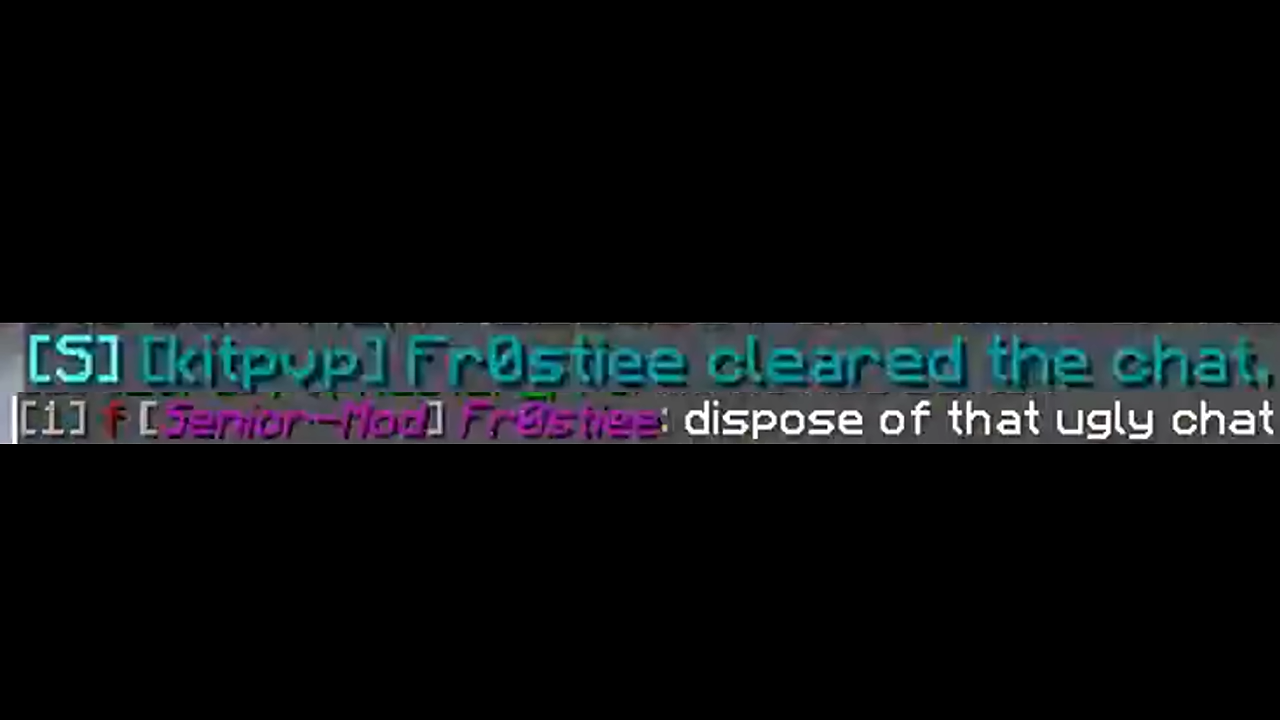 [S] [kitpvp] Fr0stiee cleared the chat.
[1] f [Senior-Mod] Fr0stiee: dispose of that ugly chat